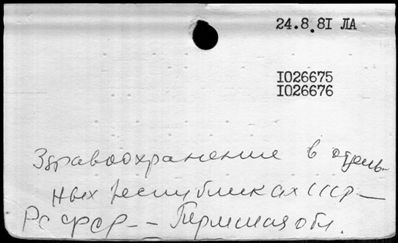 24.8.81 ЛА
I026675
I026676
Здравоохранение в отдель-
ных республиках СССР —
РСФСР — Пермская обл.